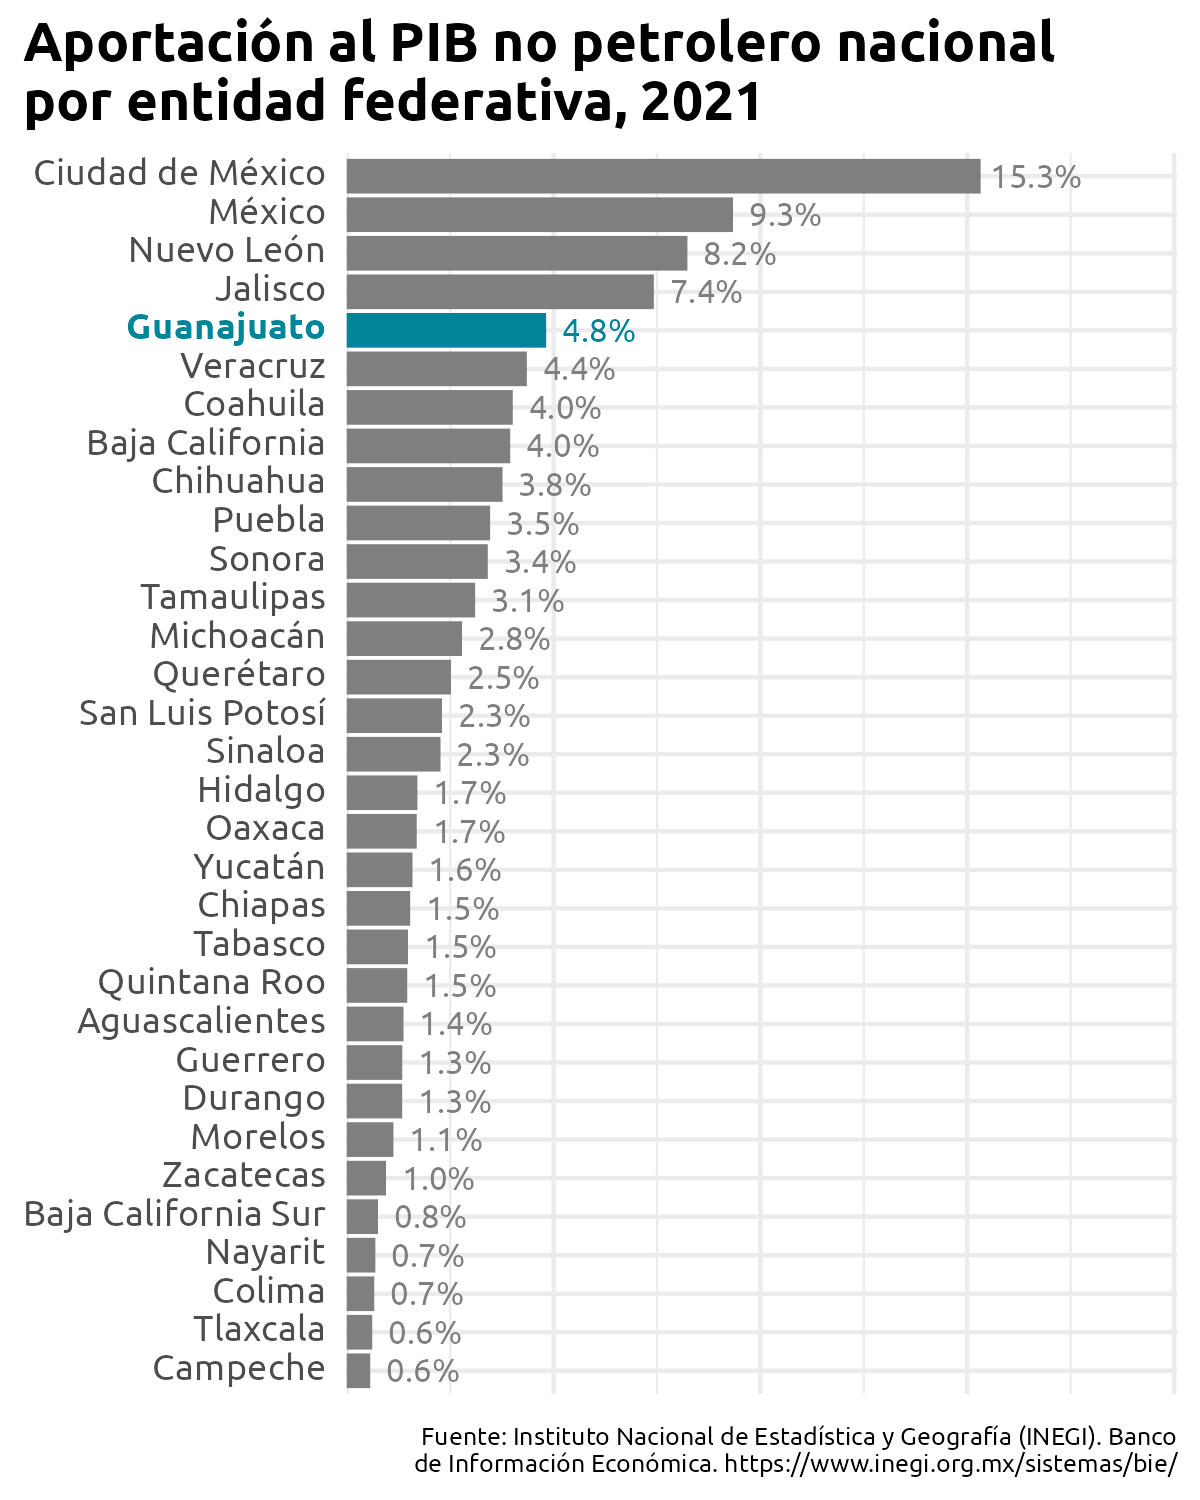 Aportación al PIB no petrolero nacional
por entidad federativa, 2021
Ciudad de México 15.3%
México 9.3%
Nuevo León 8.2%
Jalisco 7.4%
Guanajuato 4.8%
Veracruz 4.4%
Coahuila 4.0%
Baja California 4.0%
Chihuahua 3.8%
Puebla 3.5%
Sonora 3.4%
Tamaulipas 3.1%
Michoacán 2.8%
Querétaro 2.5%
San Luis Potosí 2.3%
Sinaloa 2.3%
Hidalgo 1.7%
Oaxaca 1.7%
Yucatán 1.6%
Chiapas 1.5%
Tabasco 1.5%
Quintana Roo 1.5%
Aguascalientes 1.4%
Guerrero 1.3%
Durango 1.3%
Morelos 1.1%
Zacatecas 1.0%
Baja California Sur 0.8%
Nayarit 0.7%
Colima 0.7%
Tlaxcala 0.6%
Campeche 0.6%
Fuente: Instituto Nacional de Estadística y Geografía (INEGI). Banco
de Información Económica. https://www.inegi.org.mx/sistemas/bie/